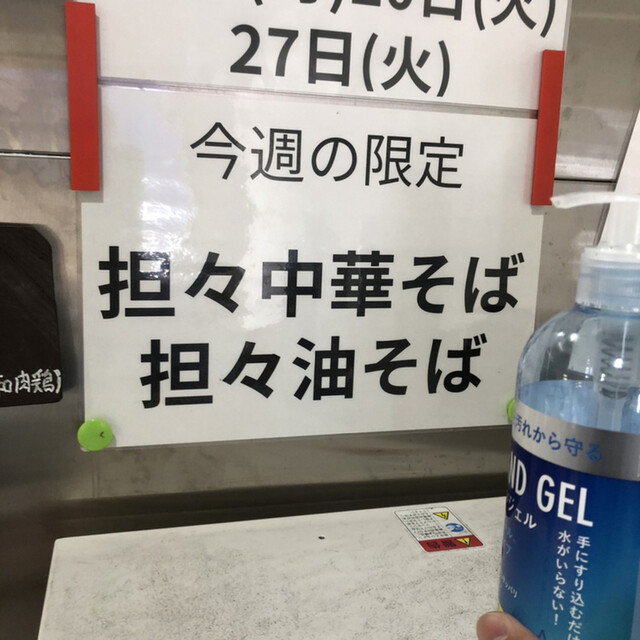 27日(火)
今週の限定
担々中華そば
担々油そば
肉鶏
汚れから守る
ND GEL
ジェル
手にすり込むだけ
水がいらない!